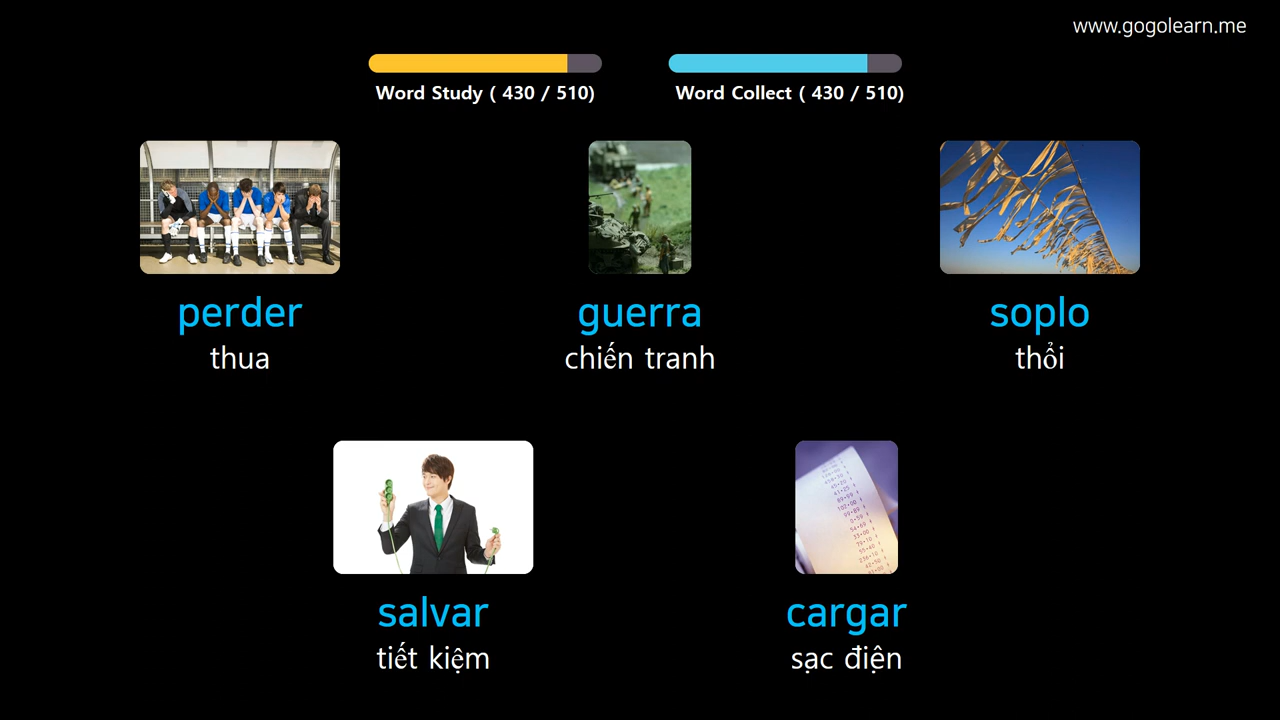 www.gogolearn.me
Word Study ( 430 / 510)
Word Collect ( 430 / 510)
perder
thua
guerra
chiến tranh
soplo
thổi
salvar
tiết kiệm
cargar
sạc điện